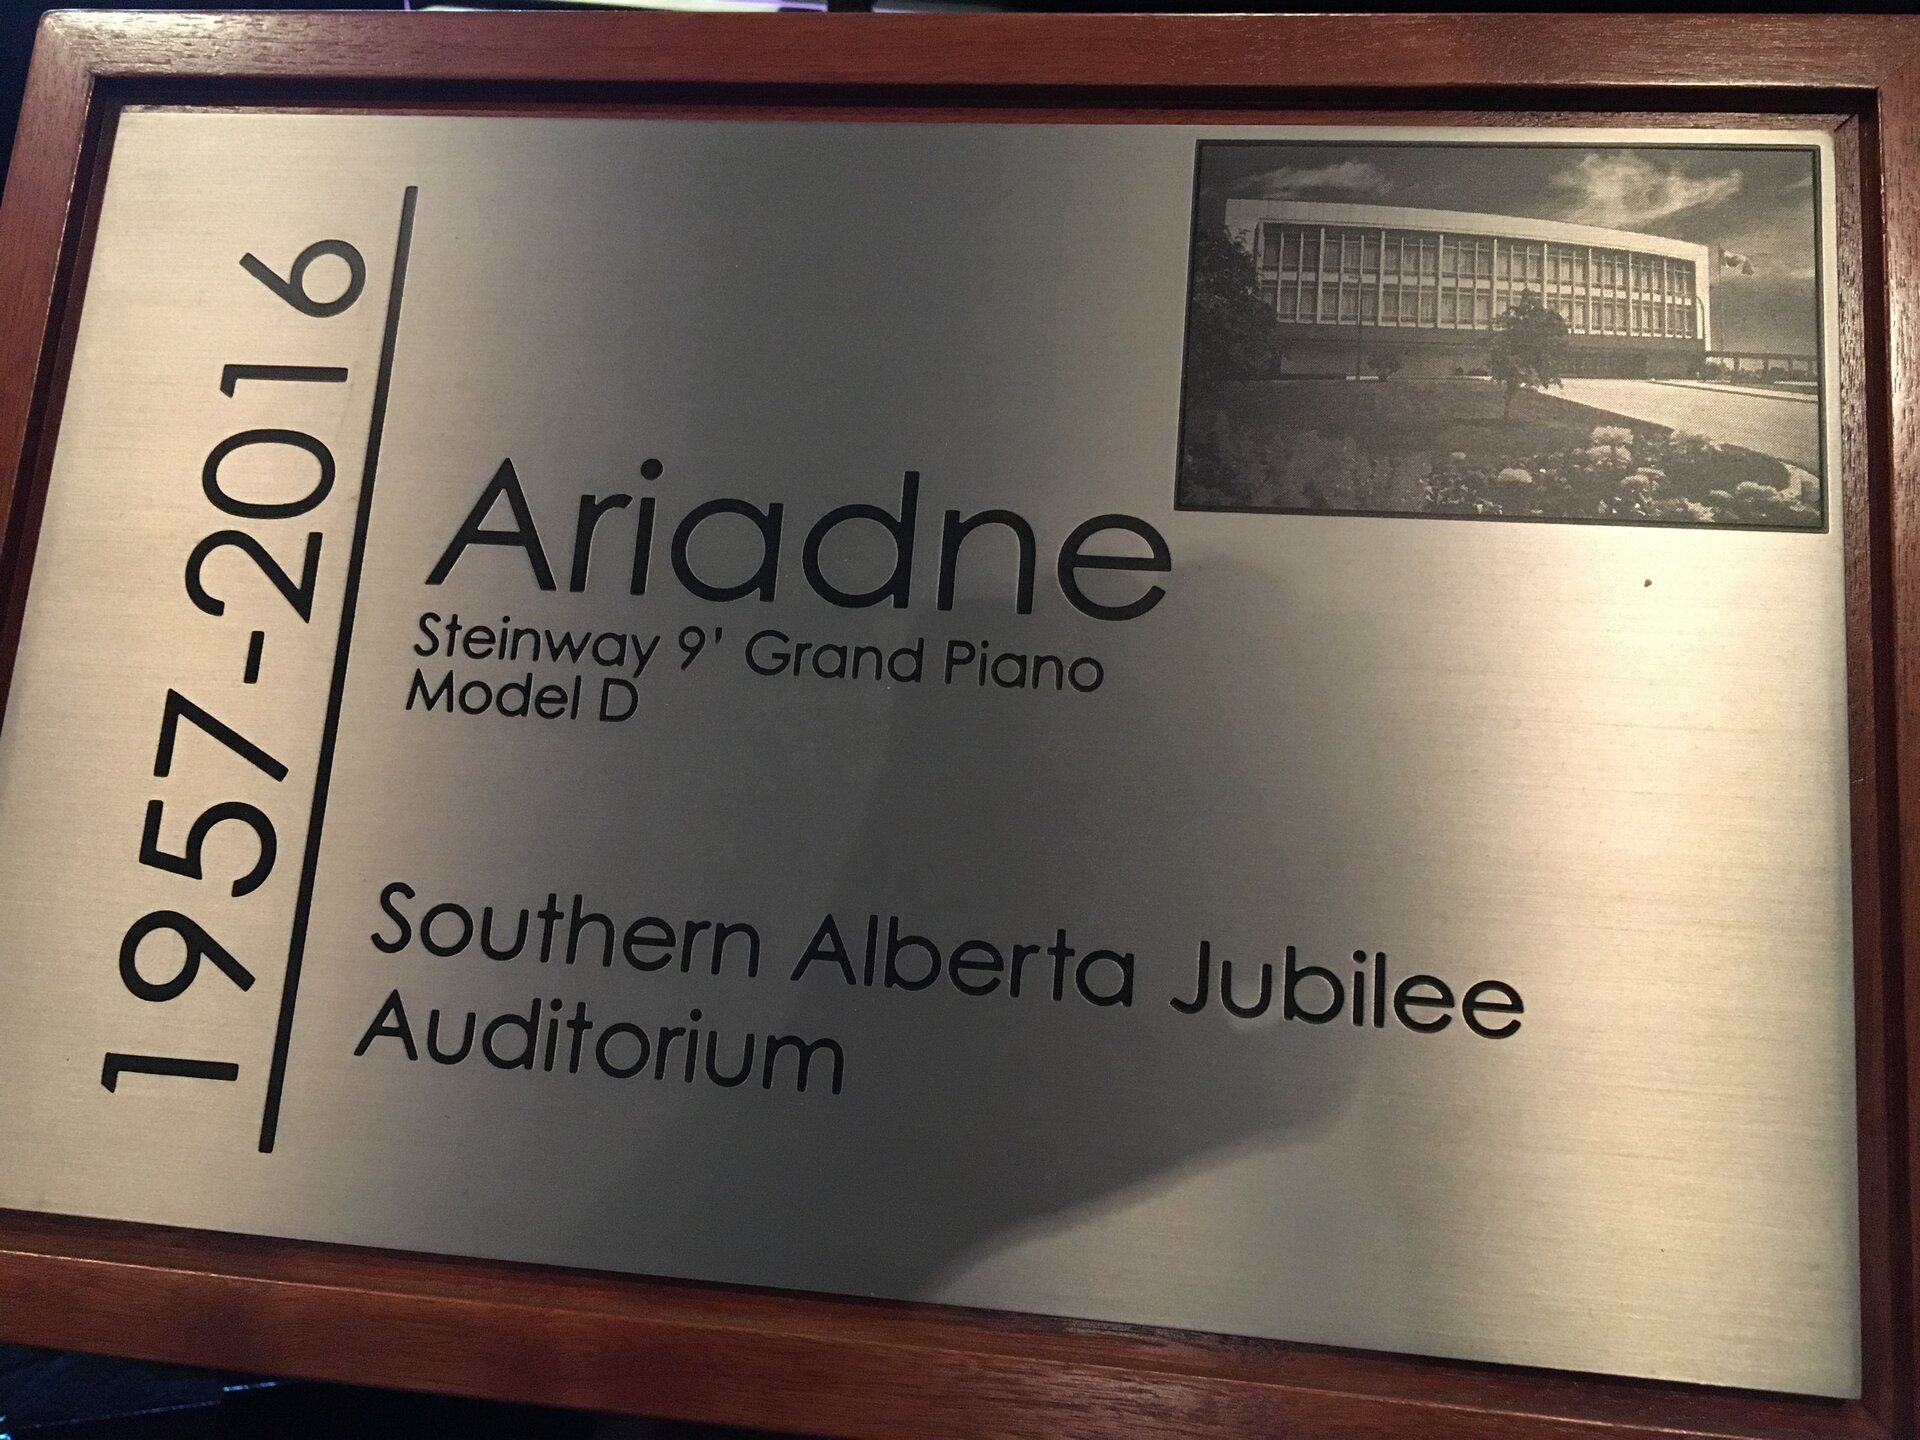 1957-2016
Ariadne
Steinway 9' Grand Piano
Model D
Southern Alberta Jubilee
Auditorium